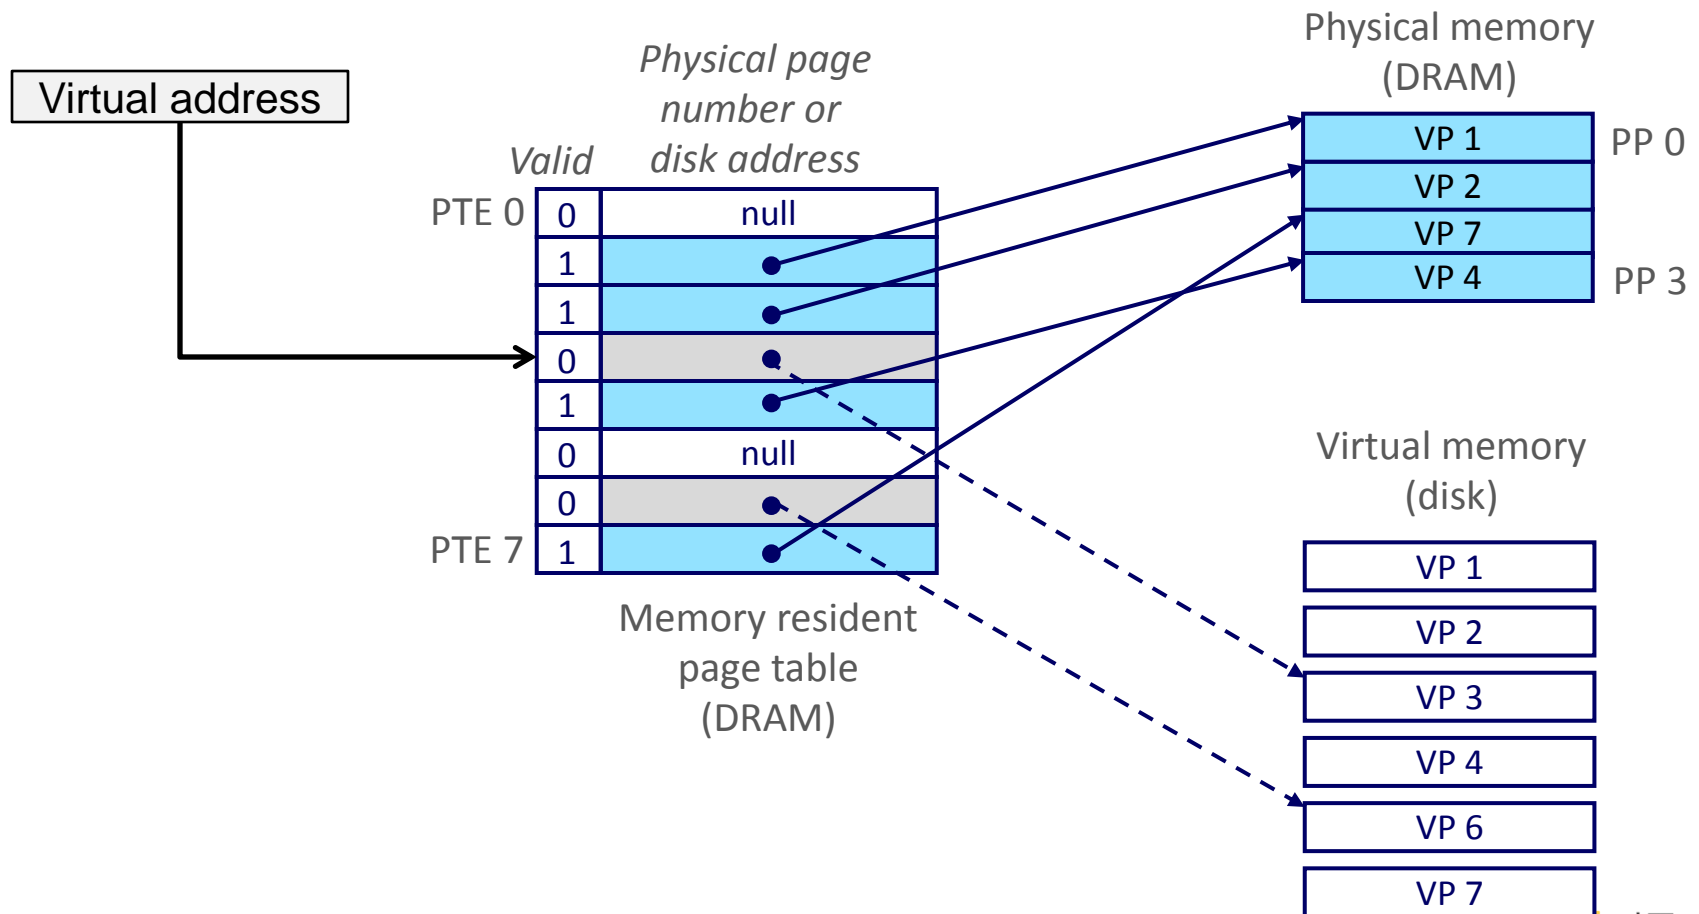 Virtual address
Physical page
number or
disk address
Valid
PTE 0
0 null
1
1
0
1
0 null
0
PTE 7 1
Memory resident
page table
(DRAM)
Physical memory
(DRAM)
VP 1 PP 0
VP 2
VP 7
VP 4 PP 3
Virtual memory
(disk)
VP 1
VP 2
VP 3
VP 4
VP 6
VP 7